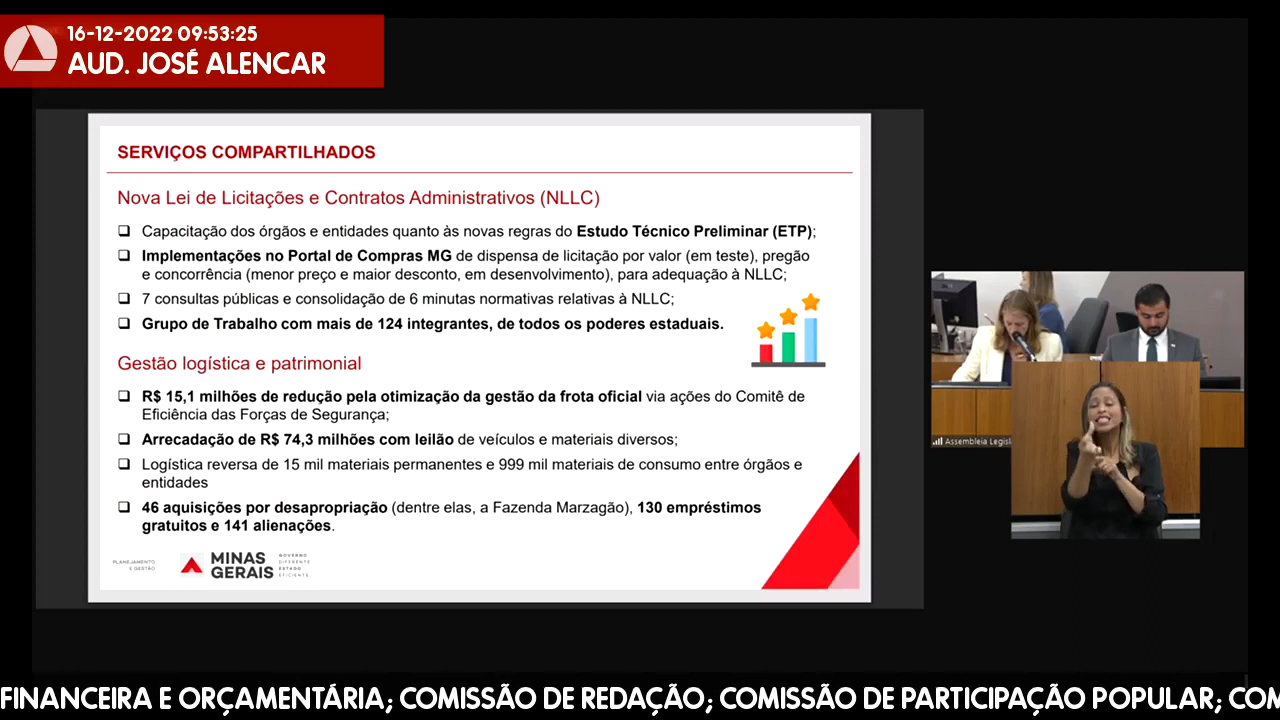 16-12-2022 09:53:25
AUD. JOSÉ ALENCAR
SERVIÇOS COMPARTILHADOS
Nova Lei de Licitações e Contratos Administrativos (NLLC)
Capacitação dos órgãos e entidades quanto às novas regras do Estudo Técnico Preliminar (ETP);
Implementações no Portal de Compras MG de dispensa de licitação por valor (em teste), pregão
e concorrência (menor preço e maior desconto, em desenvolvimento), para adequação à NLLC;
7 consultas públicas e consolidação de 6 minutas normativas relativas à NLLC;
Grupo de Trabalho com mais de 124 integrantes, de todos os poderes estaduais.
Gestão logística e patrimonial
R$ 15,1 milhões de redução pela otimização da gestão da frota oficial via ações do Comitê de
Eficiência das Forças de Segurança;
Arrecadação de R$ 74,3 milhões com leilão de veículos e materiais diversos;
Logística reversa de 15 mil materiais permanentes e 999 mil materiais de consumo entre órgãos e
entidades
46 aquisições por desapropriação (dentre elas, a Fazenda Marzagão), 130 empréstimos
gratuitos e 141 alienações.
PLANEJAMENTO
E GESTÃO
MINAS
GERAIS
GOVERNO
DIFERENTE
ESTADO
EFICIENTE
Assembleia Legisl
FINANCEIRA E ORÇAMENTÁRIA; COMISSÃO DE REDAÇÃO; COMISSÃO DE PARTICIPAÇÃO POPULAR; COM